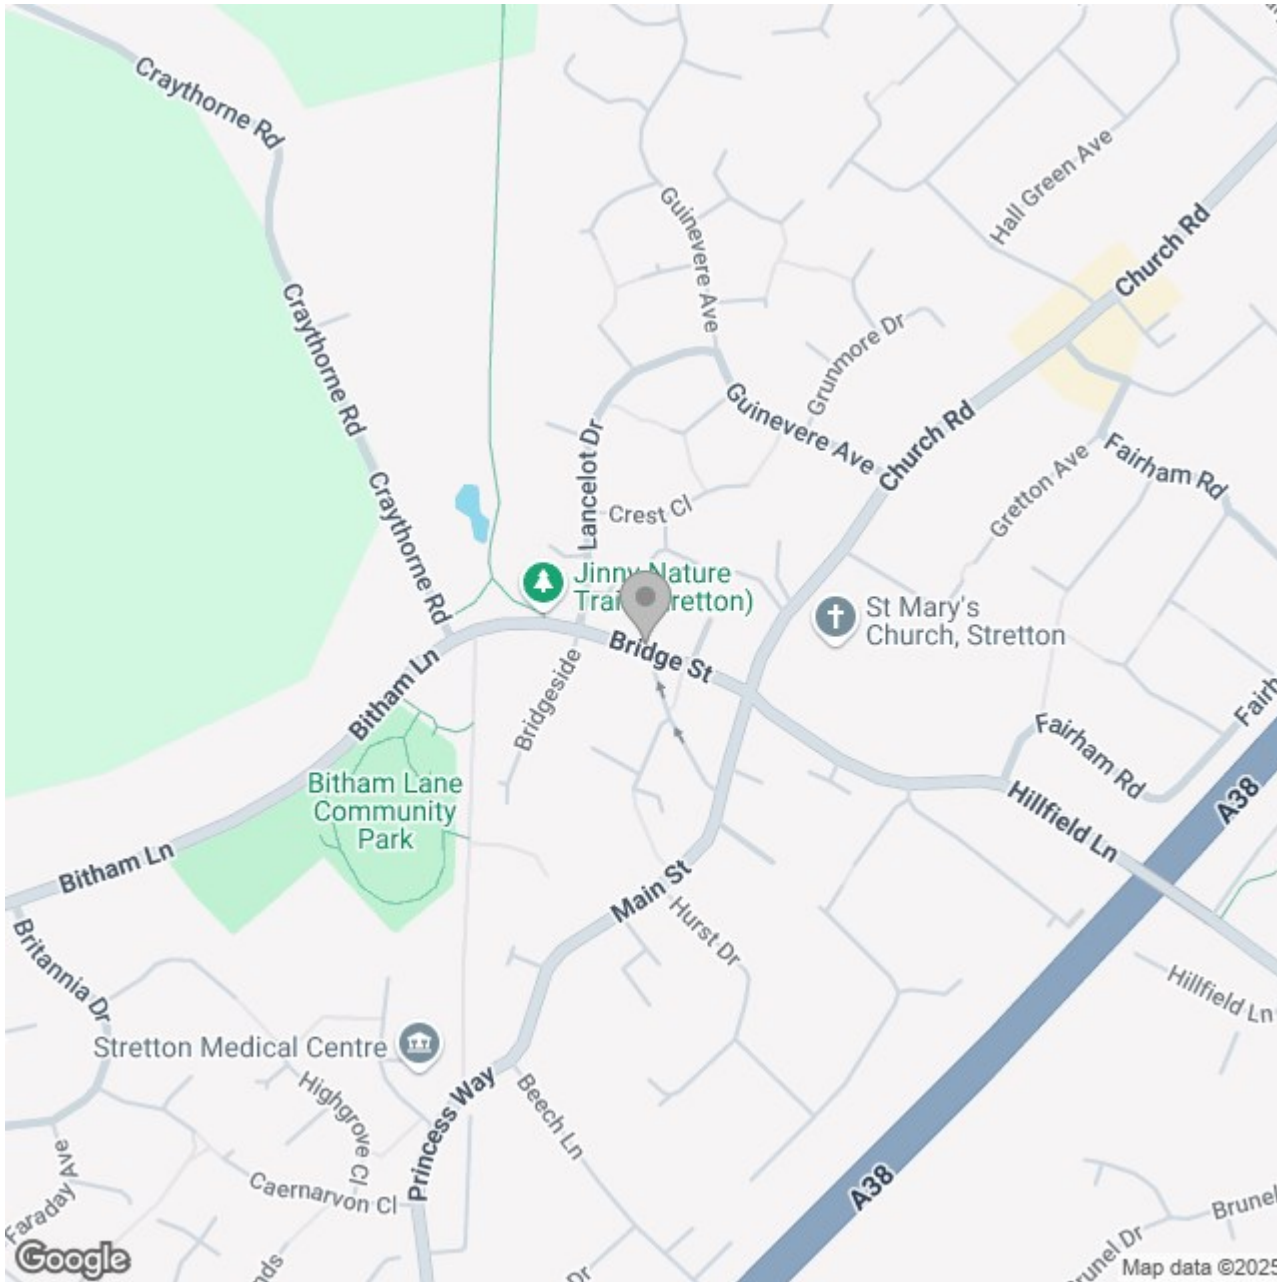 Craythorne Rd
Hall Green Ave
Guinevere Ave
Church Rd
Craythorne Rd
Grunmore Dr
Guinevere Ave
Church Rd
Lancelot Dr
Fairham Rd
Gretton Ave
Craythorne Rd
Crest Cl
Jinny Nature
St Mary's
Church, Stretton
Bridge St
Bitham Ln
Bridgeside
Fairham Rd
A38
Bitham Lane
Community
Park
Hillfield Ln
Bitham Ln
Main St
Hurst Dr
Britannia Dr
Hillfield Ln
Stretton Medical Centre
Highgrove Cl
Princess Way
Beech Ln
Faraday Ave
Caernarvon Cl
A38
Brunel
Brunel Dr
Dr
Google
Map data ©2025